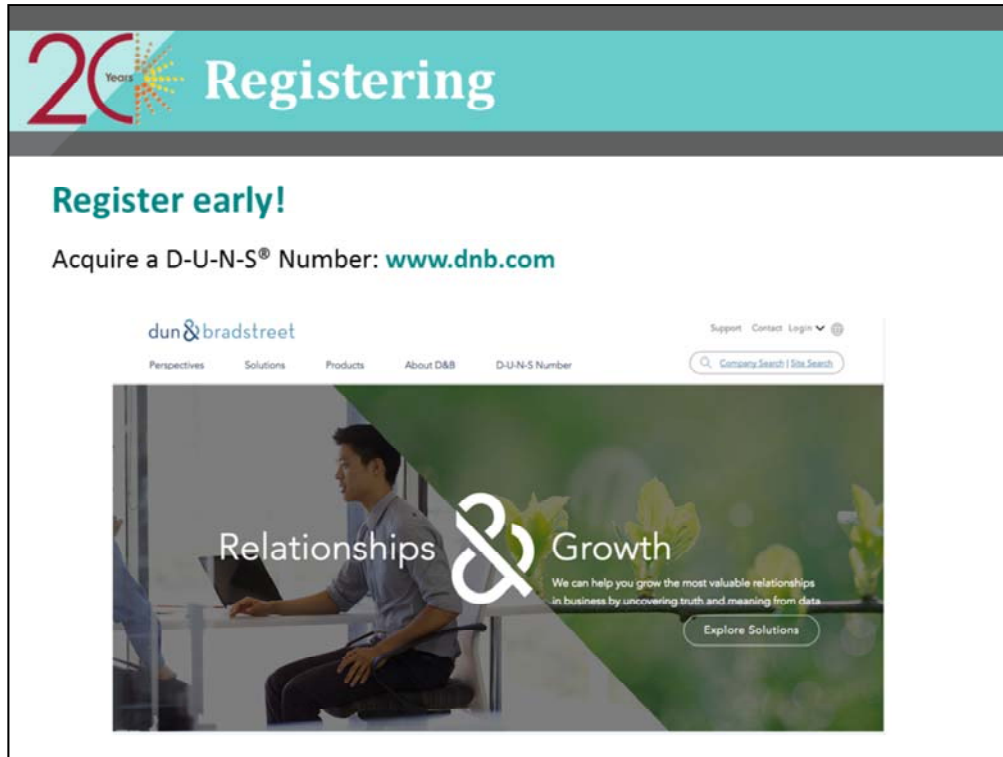 20 Years
Registering
Register early!
Acquire a D-U-N-S® Number: www.dnb.com
dun&bradstreet
Support Contact Login
Perspectives Solutions Products About D&B D-U-N-S Number
Company Search | Site Search
Relationships & Growth
We can help you grow the most valuable relationships
in business by uncovering truth and meaning from data
Explore Solutions